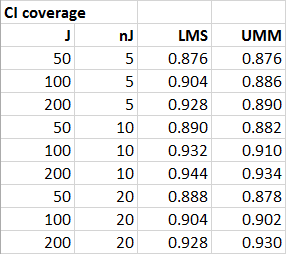 CI coverage
J nJ LMS UMM
50 5 0.876 0.876
100 5 0.904 0.886
200 5 0.928 0.890
50 10 0.890 0.882
100 10 0.932 0.910
200 10 0.944 0.934
50 20 0.888 0.878
100 20 0.904 0.902
200 20 0.928 0.930